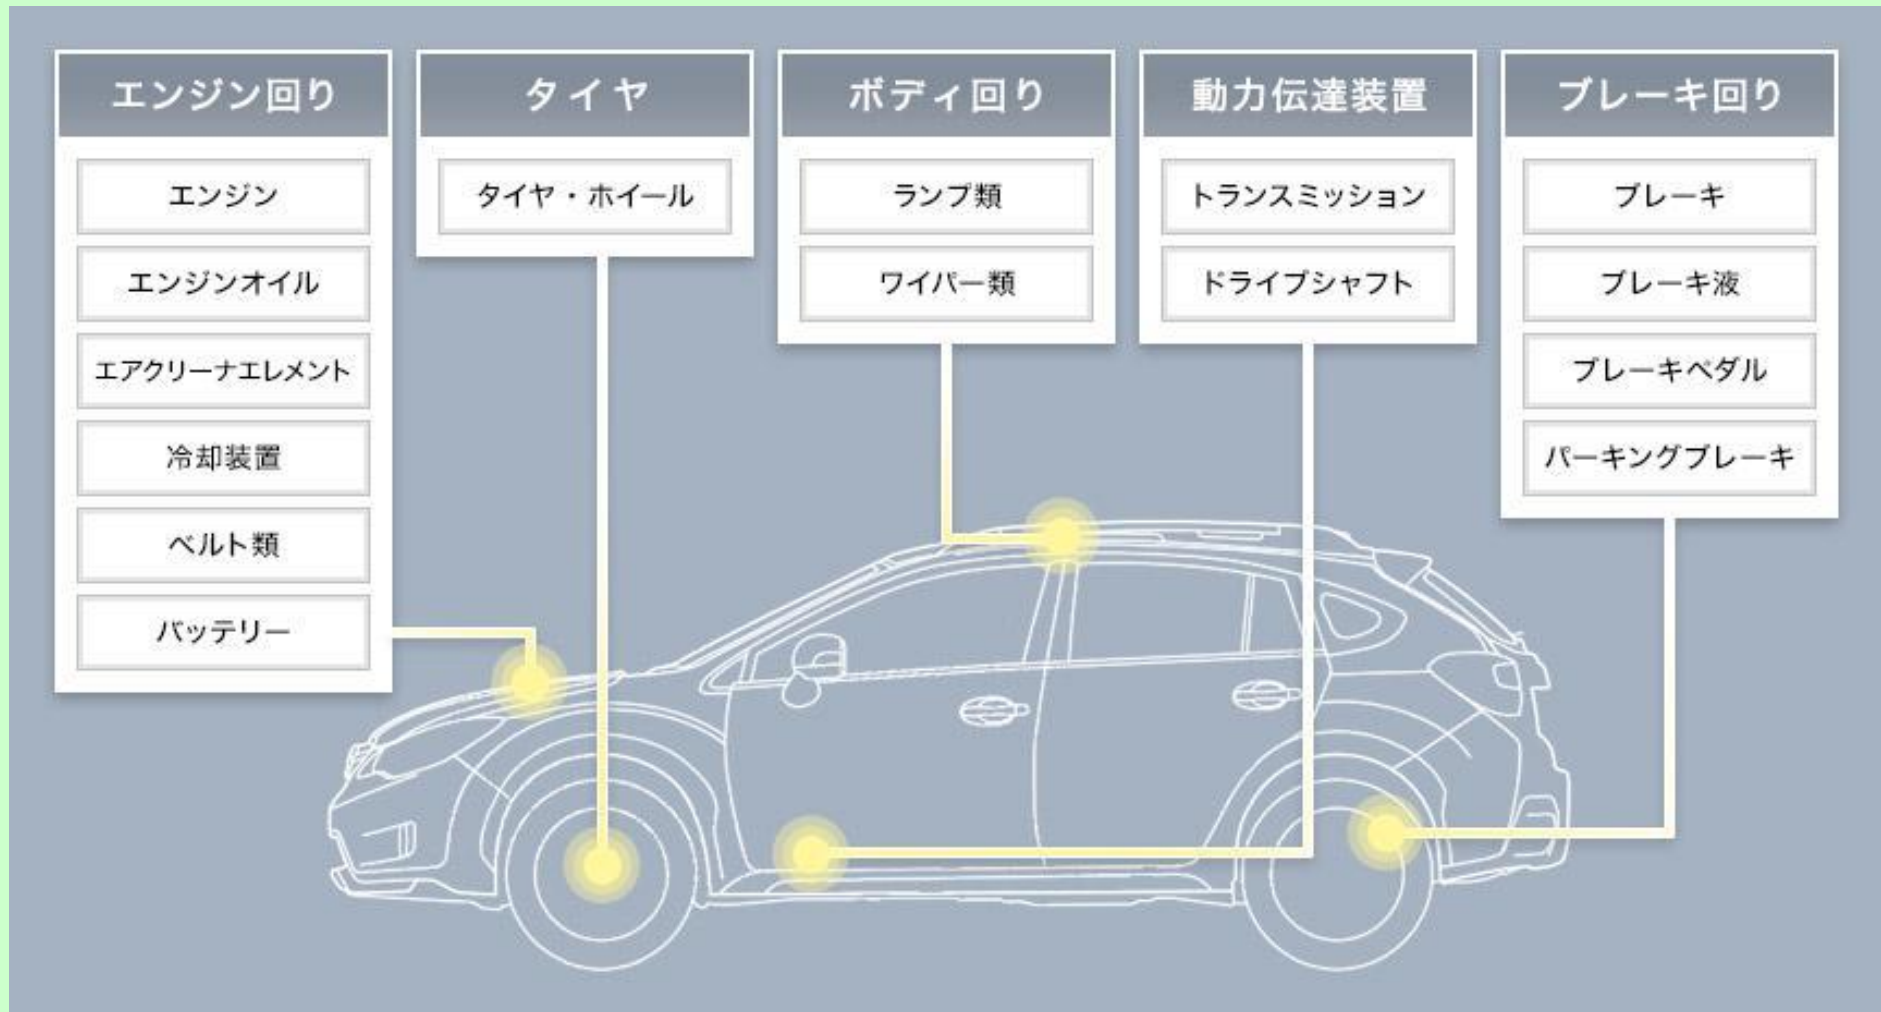 エンジン回り
エンジン
エンジンオイル
エアクリーナエレメント
冷却装置
ベルト類
バッテリー
タイヤ
タイヤ・ホイール
ボディ回り
ランプ類
ワイパー類
動力伝達装置
トランスミッション
ドライブシャフト
ブレーキ回り
ブレーキ
ブレーキ液
ブレーキペダル
パーキングブレーキ